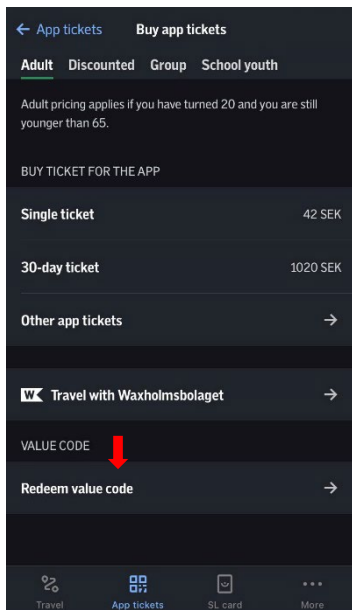 ← App tickets Buy app tickets
Adult Discounted Group School youth
Adult pricing applies if you have turned 20 and you are still
younger than 65.
BUY TICKET FOR THE APP
Single ticket 42 SEK
30-day ticket 1020 SEK
Other app tickets →
W Travel with Waxholmsbolaget →
VALUE CODE
Redeem value code →
Travel App tickets SL card More